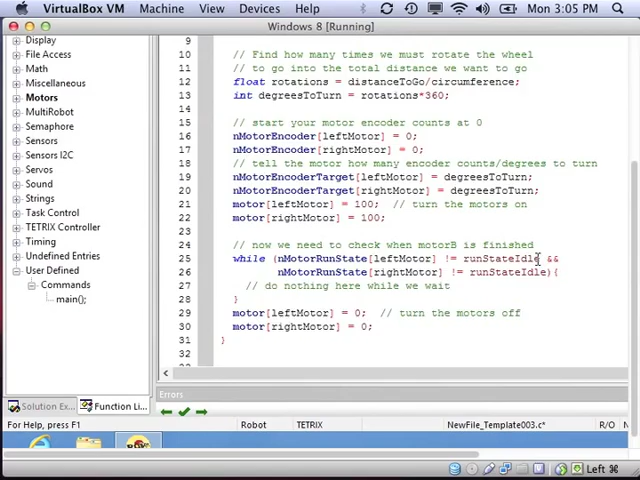 VirtualBox VM Machine View Devices Help Mon 3:05 PM
Windows 8 [Running]
Display
File Access
Math
Miscellaneous
Motors
MultiRobot
Semaphore
Sensors
Sensors I2C
Servos
Sound
Strings
Task Control
TETRIX Controller
Timing
Undefined Entries
User Defined
Commands
main();
9
10 // Find how many times we must rotate the wheel
11 // to go into the total distance we want to go
12 float rotations = distanceToGo/circumference;
13 int degreesToTurn = rotations*360;
14
15 // start your motor encoder counts at 0
16 nMotorEncoder[leftMotor] = 0;
17 nMotorEncoder[rightMotor] = 0;
18 // tell the motor how many encoder counts/degrees to turn
19 nMotorEncoderTarget[leftMotor] = degreesToTurn;
20 nMotorEncoderTarget[rightMotor] = degreesToTurn;
21 motor[leftMotor] = 100; // turn the motors on
22 motor[rightMotor] = 100;
23
24 // now we need to check when motorB is finished
25 while (nMotorRunState[leftMotor] != runStateIdle &&
26 nMotorRunState[rightMotor] != runStateIdle){
27 // do nothing here while we wait
28 }
29 motor[leftMotor] = 0; // turn the motors off
30 motor[rightMotor] = 0;
31 }
32
33
Errors
Solution Ex... Function Li...
For Help, press F1 Robot TETRIX NewFile_Template003.c* R/O
Left ⌘